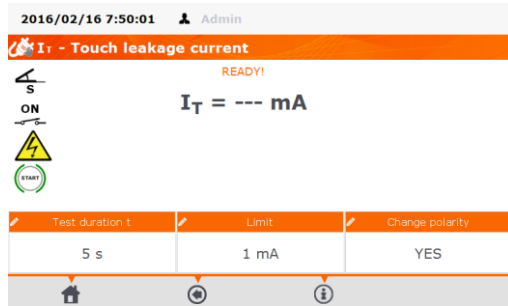 2016/02/16 7:50:01 Admin
IT - Touch leakage current
READY!
S
IT = --- mA
ON
START
Test duration t Limit Change polarity
5 s 1 mA YES